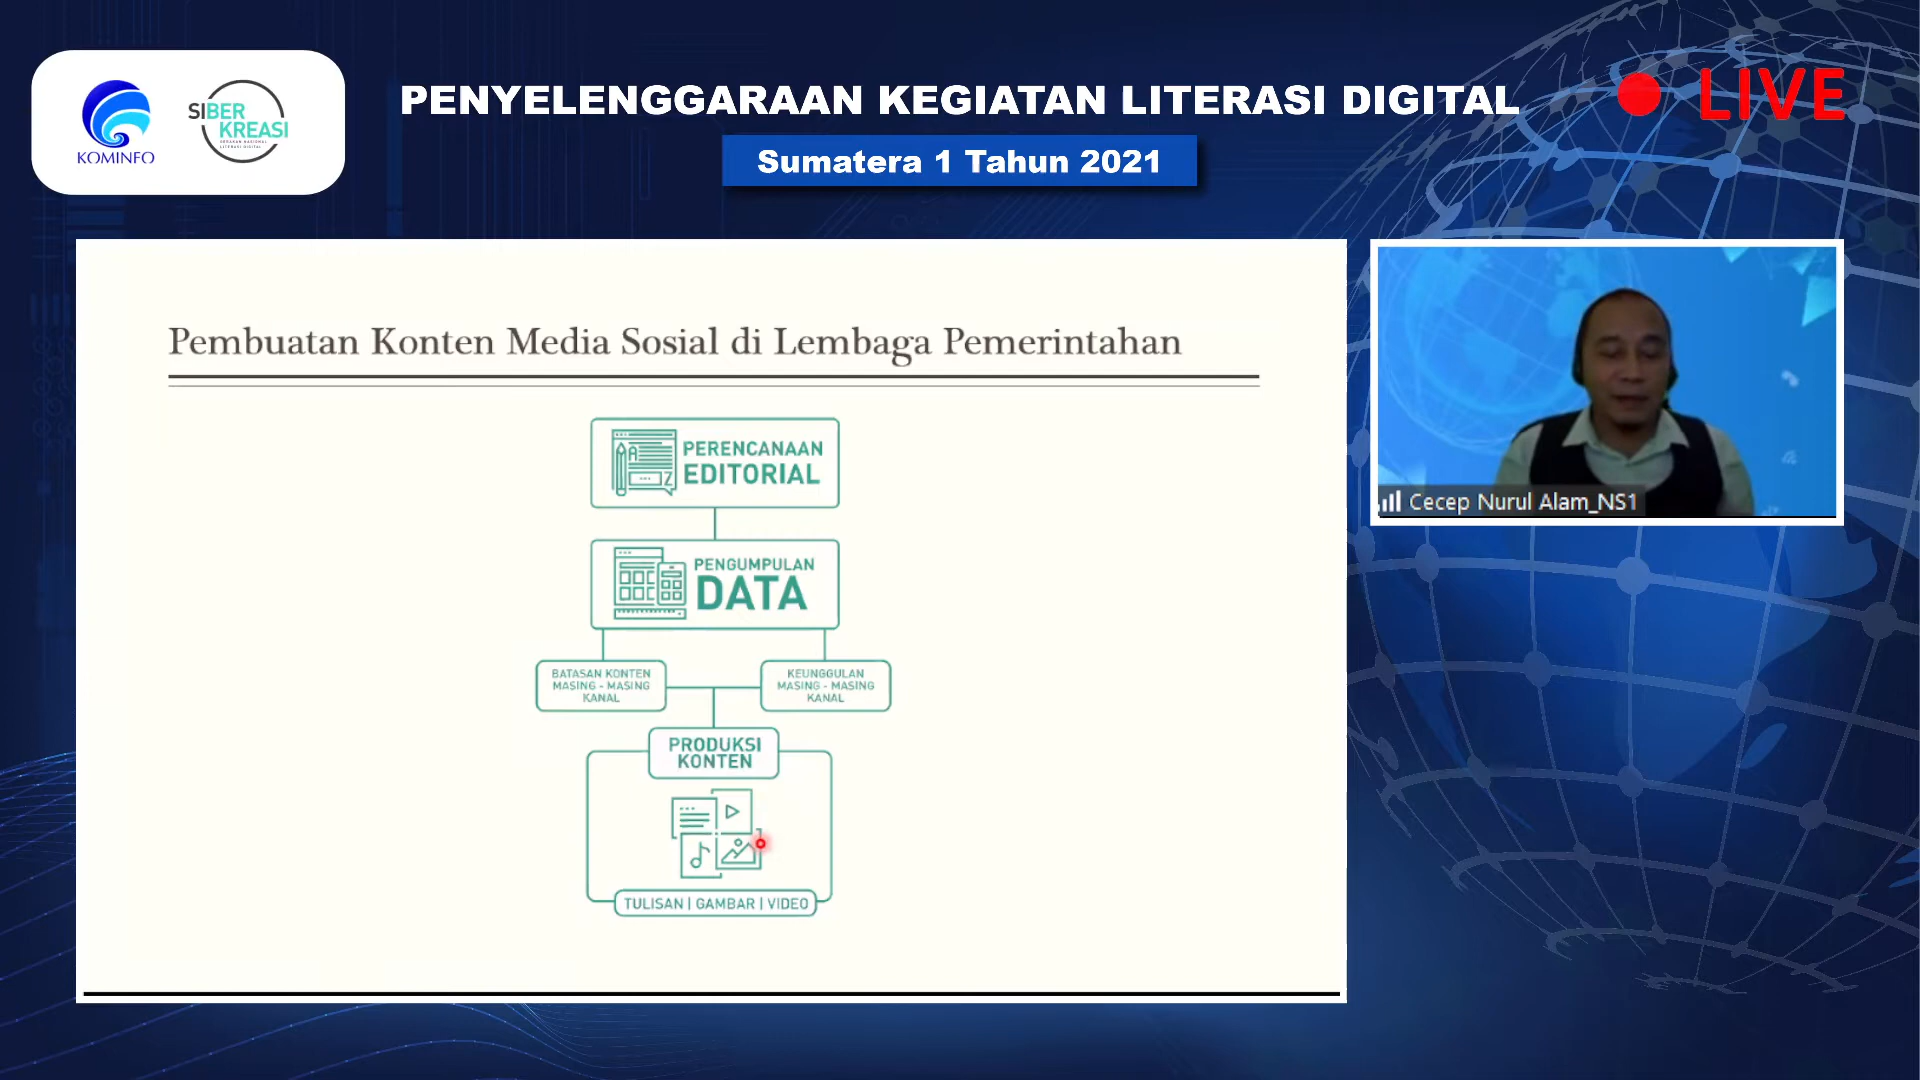 KOMINFO
SIBER
KREASI
PENYELENGGARAAN KEGIATAN LITERASI DIGITAL
LIVE
Sumatera 1 Tahun 2021
Pembuatan Konten Media Sosial di Lembaga Pemerintahan
PERENCANAAN
EDITORIAL
PENGUMPULAN
DATA
BATASAN KONTEN
MASING - MASING
KANAL
KEUNGGULAN
MASING - MASING
KANAL
PRODUKSI
KONTEN
TULISAN | GAMBAR | VIDEO
Cecep Nurul Alam_NS1